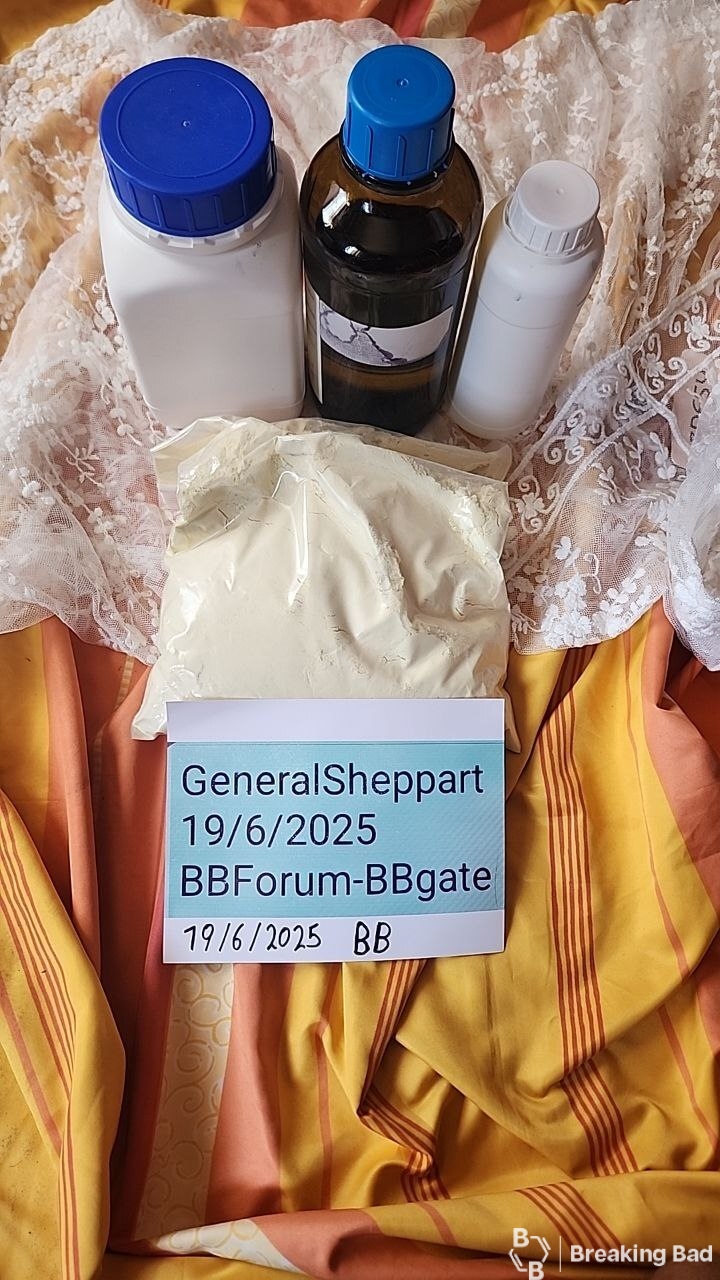 GeneralSheppart
19/6/2025
BBForum-BBgate
19/6/2025 BB
B
B
Breaking Bad